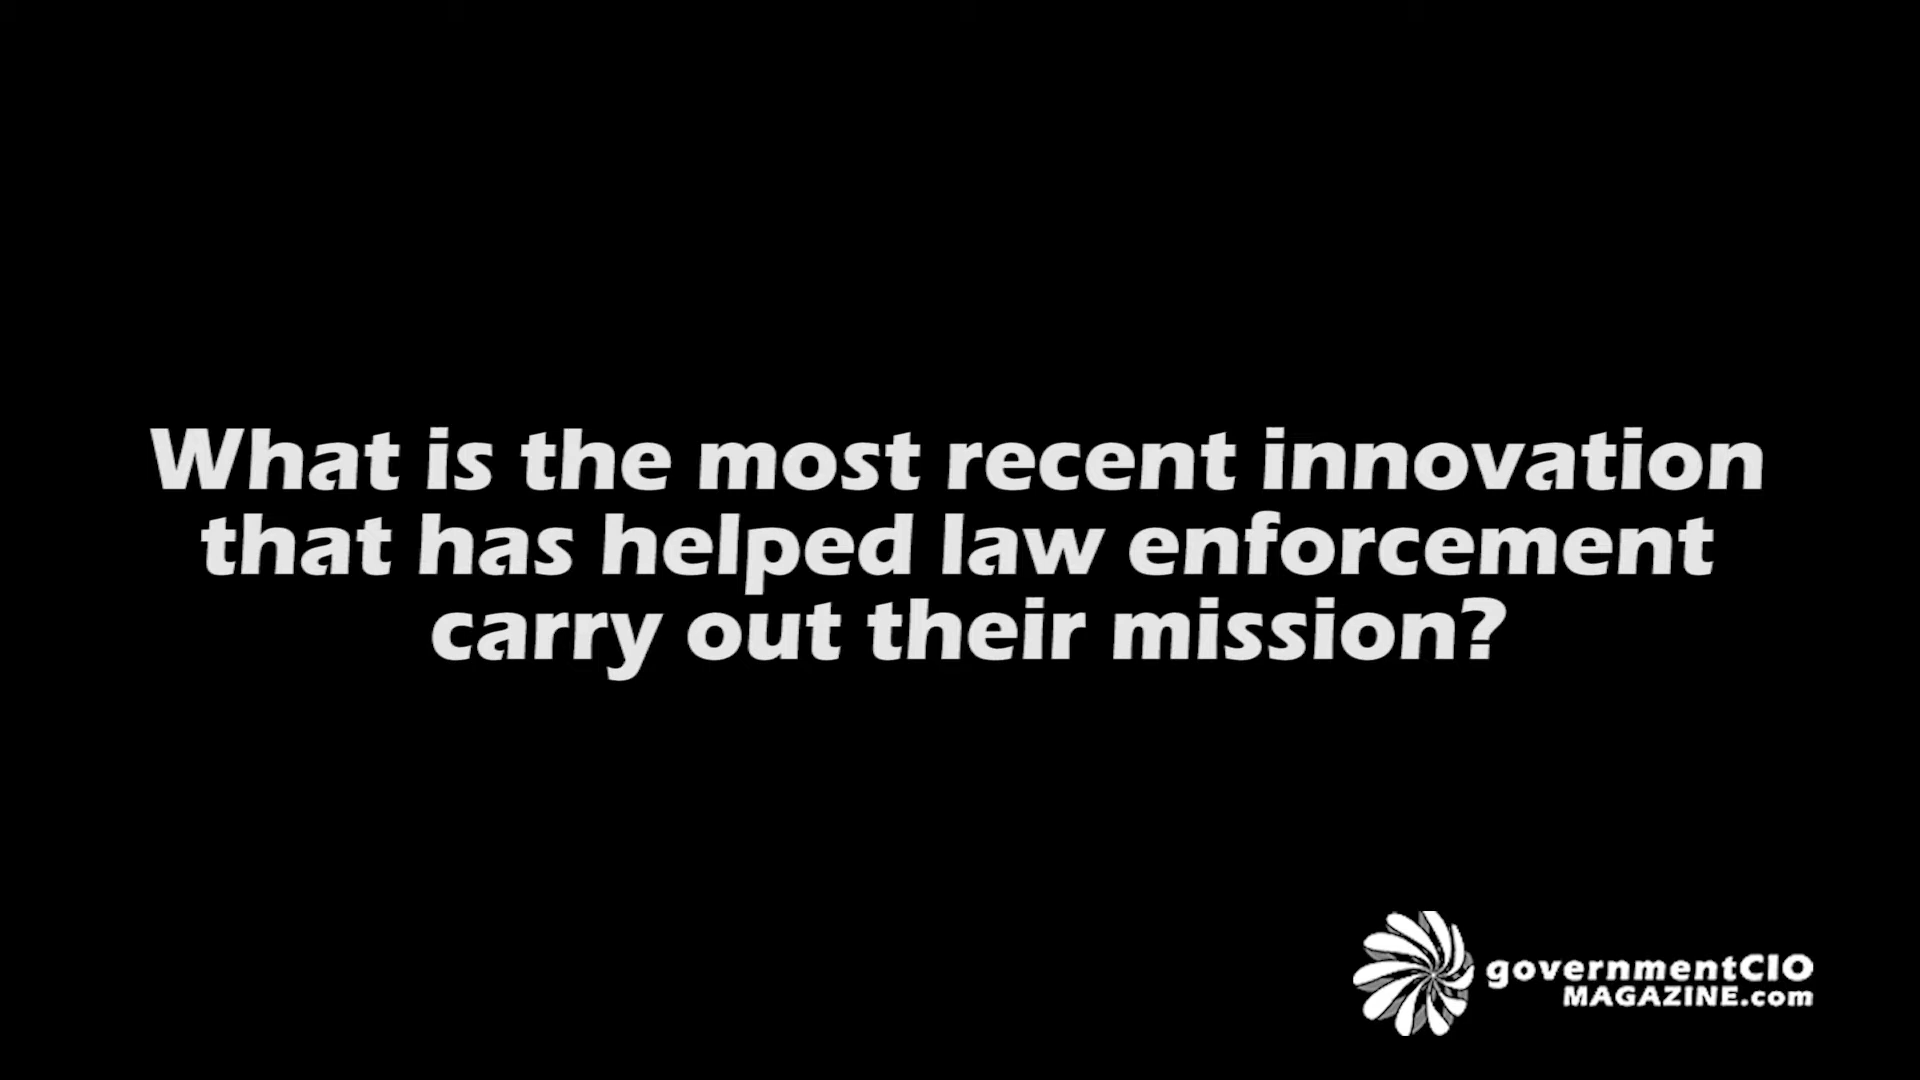 What is the most recent innovation
that has helped law enforcement
carry out their mission?
governmentCIO
MAGAZINE.com